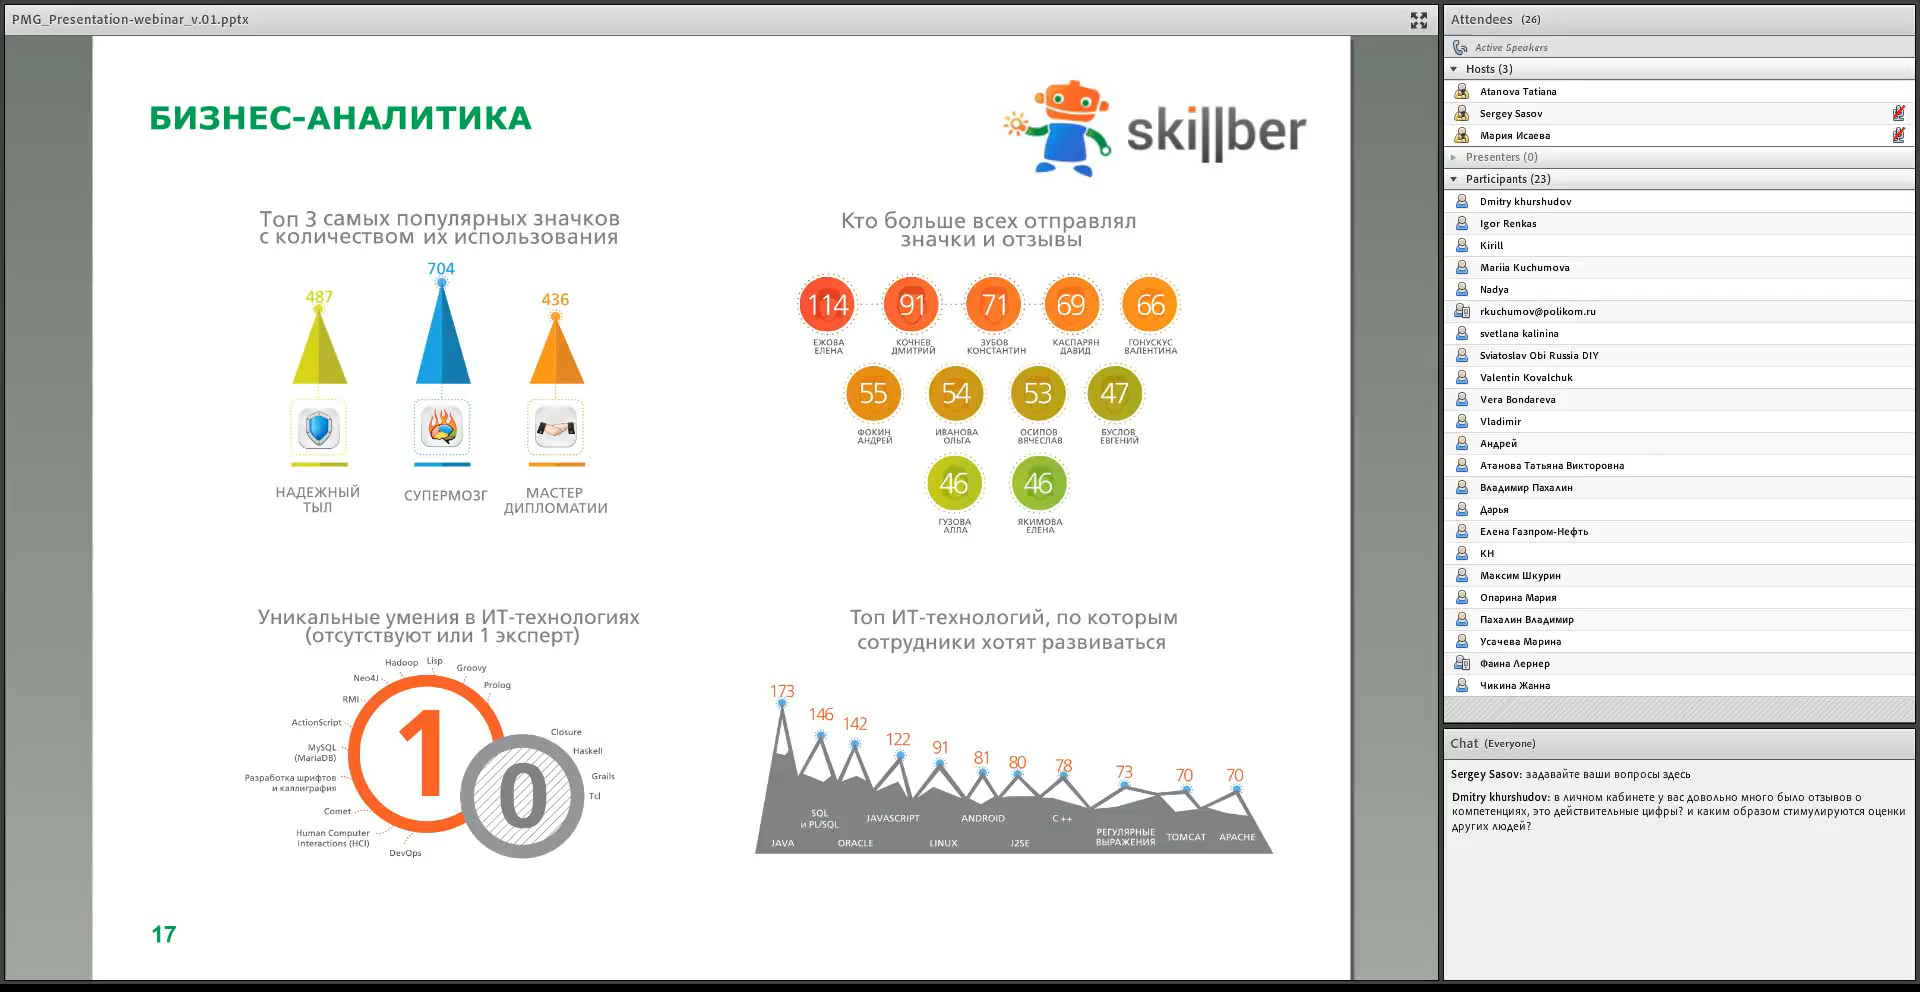 PMG_Presentation-webinar_v.01.pptx
БИЗНЕС-АНАЛИТИКА
skillber
Топ 3 самых популярных значков
с количеством их использования
487
704
436
НАДЕЖНЫЙ
ТЫЛ
СУПЕРМОЗГ
МАСТЕР
ДИПЛОМАТИИ
Кто больше всех отправлял
значки и отзывы
114
91
71
69
66
ЕЖОВА
ЕЛЕНА
КОЧНЕВ
ДМИТРИЙ
ЗУБОВ
КОНСТАНТИН
КАСПАРЯН
ДАВИД
ГОНУСКУС
ВАЛЕНТИНА
55
54
53
47
ФОКИН
АНДРЕЙ
ИВАНОВА
ОЛЬГА
ОСИПОВ
ВЯЧЕСЛАВ
БУСЛОВ
ЕВГЕНИЙ
46
46
ГУЗОВА
АЛЛА
ЯКИМОВА
ЕЛЕНА
Уникальные умения в ИТ-технологиях
(отсутствуют или 1 эксперт)
Hadoop
Lisp
Groovy
Neo4J
Prolog
RMI
ActionScript
MySQL
(MariaDB)
Разработка шрифтов
и каллиграфия
Comet
Human Computer
Interactions (HCI)
DevOps
1
0
Closure
Haskell
Grails
Tcl
Топ ИТ-технологий, по которым
сотрудники хотят развиваться
173
146
142
122
91
81
80
78
73
70
70
JAVA
SQL
и PL/SQL
ORACLE
JAVASCRIPT
LINUX
ANDROID
J2SE
C ++
РЕГУЛЯРНЫЕ
ВЫРАЖЕНИЯ
TOMCAT
APACHE
17
Attendees (26)
Active Speakers
Hosts (3)
Atanova Tatiana
Sergey Sasov
Мария Исаева
Presenters (0)
Participants (23)
Dmitry khurshudov
Igor Renkas
Kirill
Mariia Kuchumova
Nadya
rkuchumov@polikom.ru
svetlana kalinina
Sviatoslav Obi Russia DIY
Valentin Kovalchuk
Vera Bondareva
Vladimir
Андрей
Атанова Татьяна Викторовна
Владимир Пахалин
Дарья
Елена Газпром-Нефть
КН
Максим Шкурин
Опарина Мария
Пахалин Владимир
Усачева Марина
Фаина Лернер
Чикина Жанна
Chat (Everyone)
Sergey Sasov: задавайте ваши вопросы здесь
Dmitry khurshudov: в личном кабинете у вас довольно много было отзывов о
компетенциях, это действительные цифры? и каким образом стимулируются оценки
других людей?